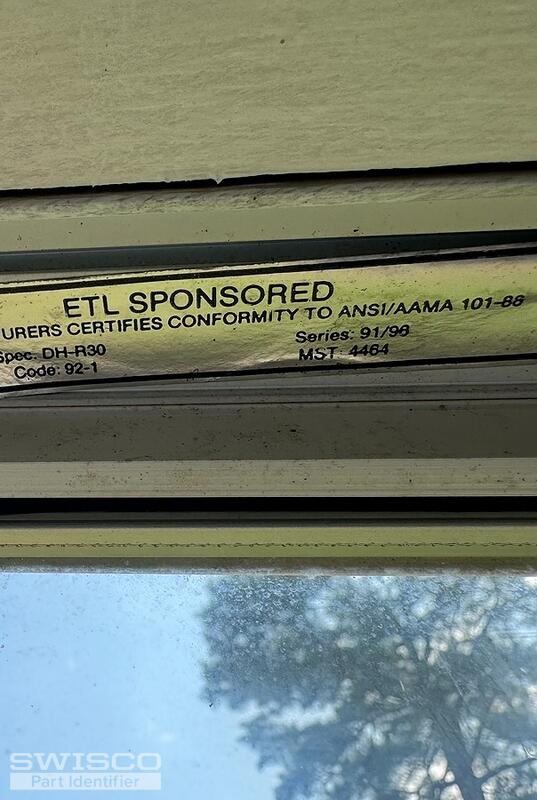 ETL SPONSORED
URERS CERTIFIES CONFORMITY TO ANSI/AAMA 101-88
Spec. DH-R30 Series: 91/96
Code: 92-1 MST: 4464
SWISCO
Part Identifier